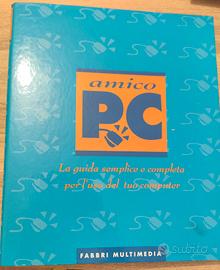 amico
PC
La guida semplice e completa
per l'uso del tuo computer
FABBRI MULTIMEDIA
subito